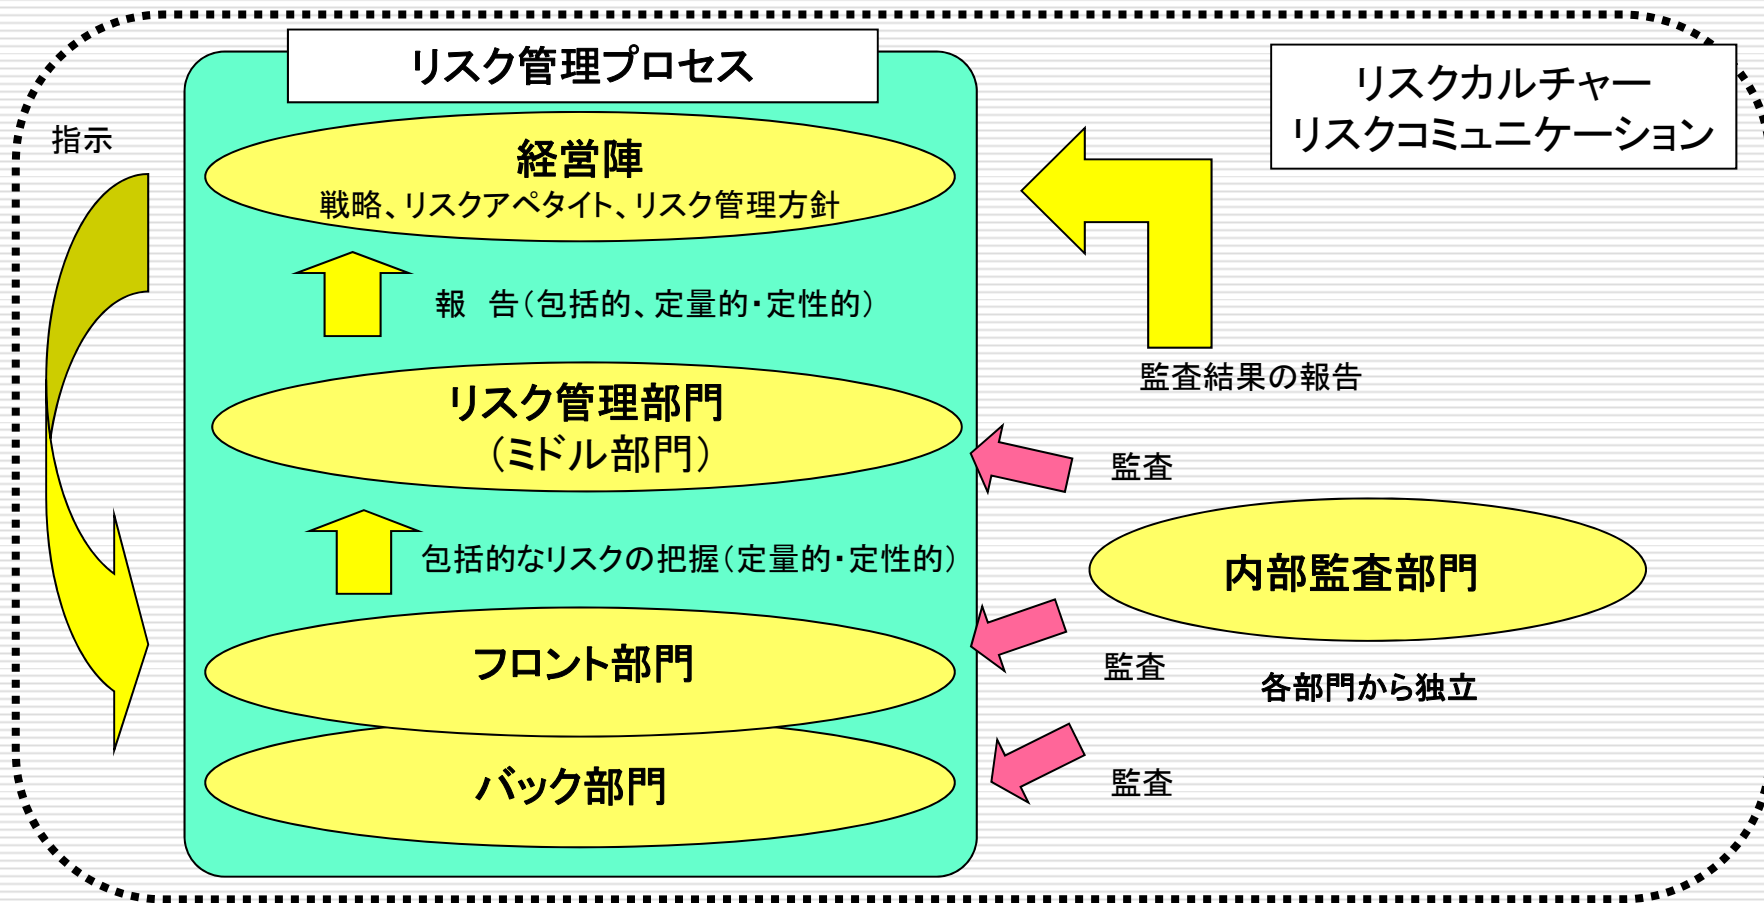 リスク管理プロセス
リスクカルチャー
リスクコミュニケーション
指示
経営陣
戦略、リスクアペタイト、リスク管理方針
報　告（包括的、定量的・定性的）
監査結果の報告
リスク管理部門
（ミドル部門）
監査
包括的なリスクの把握（定量的・定性的）
内部監査部門
フロント部門
監査
各部門から独立
バック部門
監査